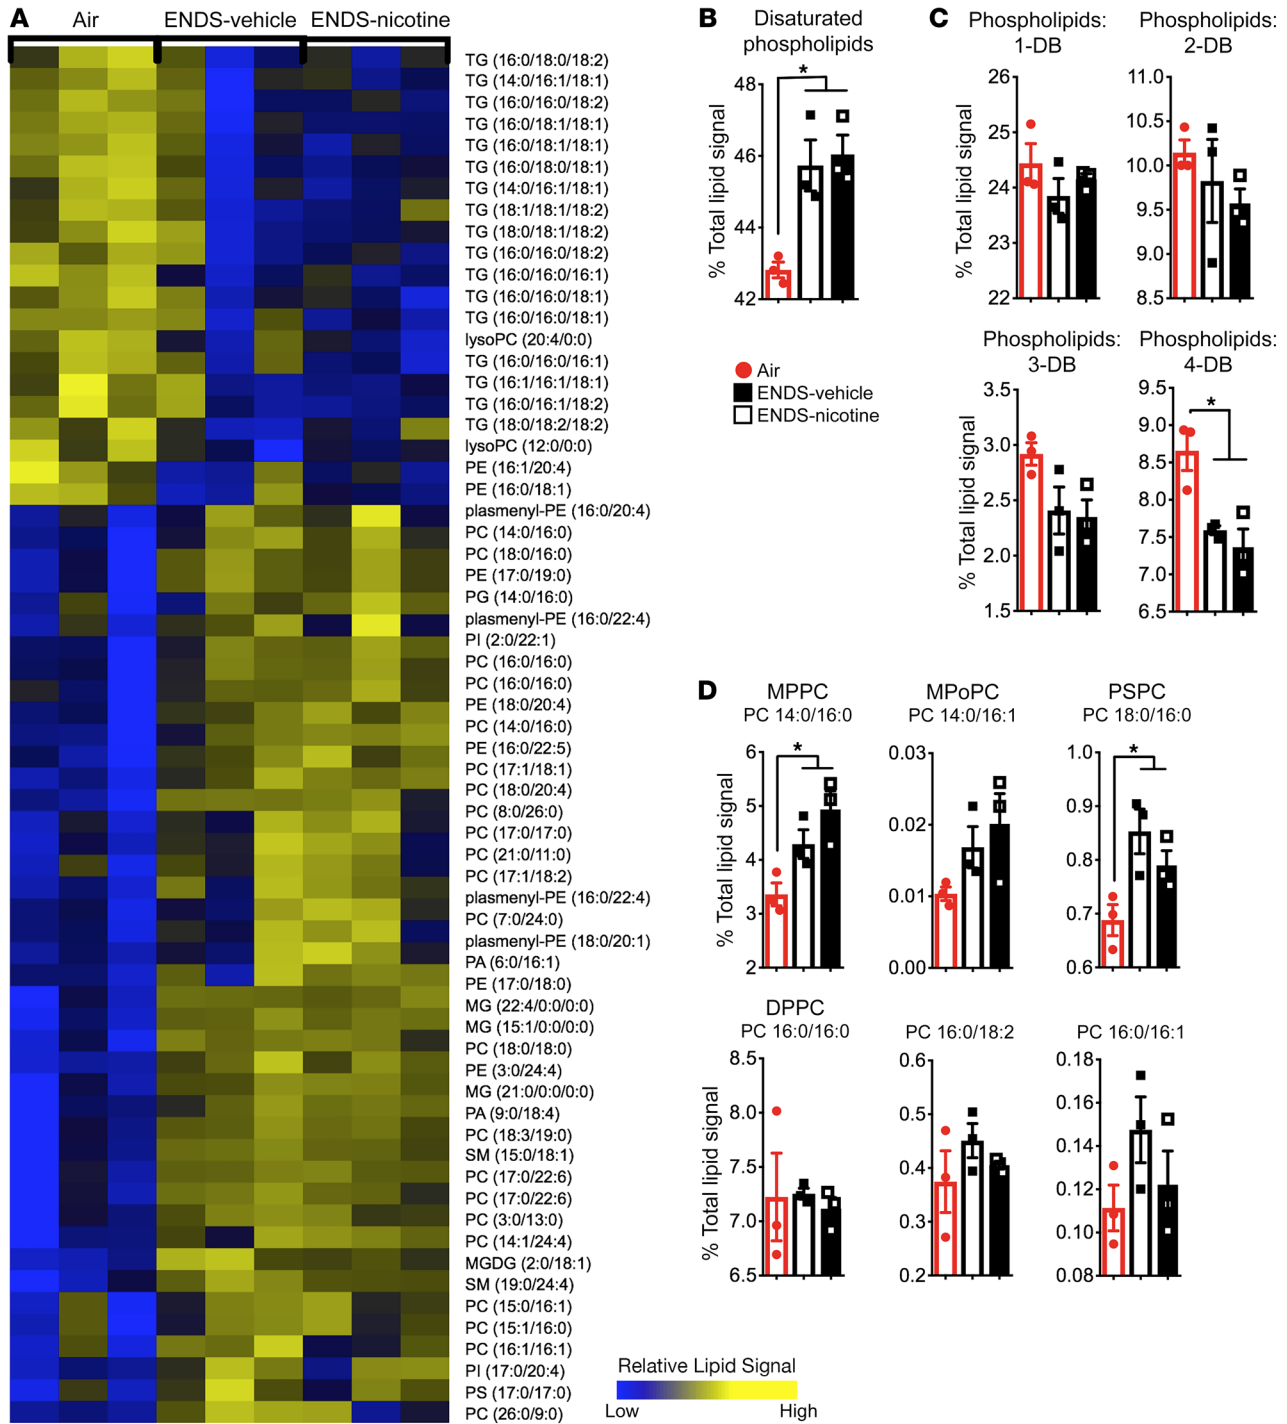 A
Air
ENDS-vehicle
ENDS-nicotine
TG (16:0/18:0/18:2)
TG (14:0/16:1/18:1)
TG (16:0/16:0/18:2)
TG (16:0/18:1/18:1)
TG (16:0/18:1/18:1)
TG (16:0/18:0/18:1)
TG (14:0/16:1/18:1)
TG (18:1/18:1/18:2)
TG (18:0/18:1/18:2)
TG (16:0/16:0/18:2)
TG (16:0/16:0/16:1)
TG (16:0/16:0/18:1)
TG (16:0/16:0/18:1)
lysoPC (20:4/0:0)
TG (16:0/16:0/16:1)
TG (16:1/16:1/18:1)
TG (16:0/16:1/18:2)
TG (18:0/18:2/18:2)
lysoPC (12:0/0:0)
PE (16:1/20:4)
PE (16:0/18:1)
plasmenyl-PE (16:0/20:4)
PC (14:0/16:0)
PC (18:0/16:0)
PE (17:0/19:0)
PG (14:0/16:0)
plasmenyl-PE (16:0/22:4)
PI (2:0/22:1)
PC (16:0/16:0)
PC (16:0/16:0)
PE (18:0/20:4)
PC (14:0/16:0)
PE (16:0/22:5)
PC (17:1/18:1)
PC (18:0/20:4)
PC (8:0/26:0)
PC (17:0/17:0)
PC (21:0/11:0)
PC (17:1/18:2)
plasmenyl-PE (16:0/22:4)
PC (7:0/24:0)
plasmenyl-PE (18:0/20:1)
PA (6:0/16:1)
PE (17:0/18:0)
MG (22:4/0:0/0:0)
MG (15:1/0:0/0:0)
PC (18:0/18:0)
PE (3:0/24:4)
MG (21:0/0:0/0:0)
PA (9:0/18:4)
PC (18:3/19:0)
SM (15:0/18:1)
PC (17:0/22:6)
PC (17:0/22:6)
PC (3:0/13:0)
PC (14:1/24:4)
MGDG (2:0/18:1)
SM (19:0/24:4)
PC (15:0/16:1)
PC (15:1/16:0)
PC (16:1/16:1)
PI (17:0/20:4)
PS (17:0/17:0)
PC (26:0/9:0)
Relative Lipid Signal
Low
High
B
Disaturated
phospholipids
% Total lipid signal
48
46
44
42
*
Air
ENDS-vehicle
ENDS-nicotine
C
Phospholipids:
1-DB
% Total lipid signal
26
25
24
23
22
Phospholipids:
2-DB
11.0
10.5
10.0
9.5
9.0
8.5
Phospholipids:
3-DB
% Total lipid signal
3.5
3.0
2.5
2.0
1.5
Phospholipids:
4-DB
9.5
9.0
8.5
8.0
7.5
7.0
6.5
*
D
MPPC
PC 14:0/16:0
% Total lipid signal
6
5
4
3
2
*
MPoPC
PC 14:0/16:1
0.03
0.02
0.01
0.00
PSPC
PC 18:0/16:0
1.0
0.9
0.8
0.7
0.6
*
DPPC
PC 16:0/16:0
% Total lipid signal
8.5
8.0
7.5
7.0
6.5
PC 16:0/18:2
0.6
0.5
0.4
0.3
0.2
PC 16:0/16:1
0.18
0.16
0.14
0.12
0.10
0.08